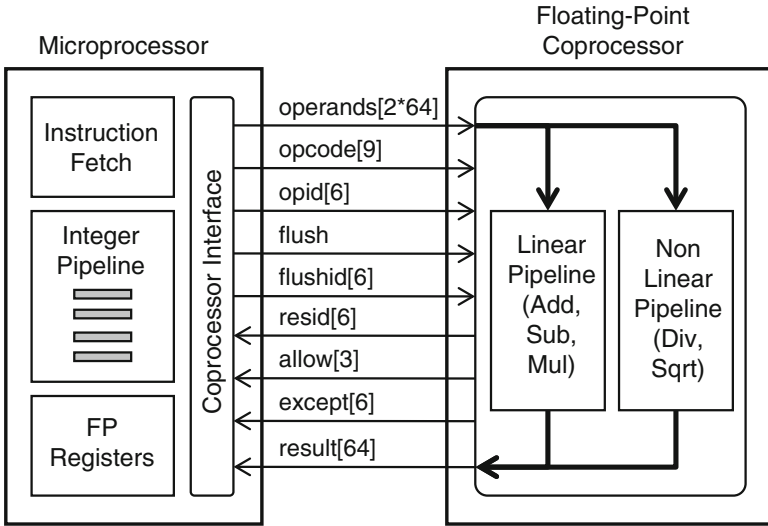 Microprocessor
Floating-Point
Coprocessor
Instruction
Fetch
Integer
Pipeline
FP
Registers
Coprocessor Interface
operands[2*64]
opcode[9]
opid[6]
flush
flushid[6]
resid[6]
allow[3]
except[6]
result[64]
Linear
Pipeline
(Add,
Sub,
Mul)
Non
Linear
Pipeline
(Div,
Sqrt)